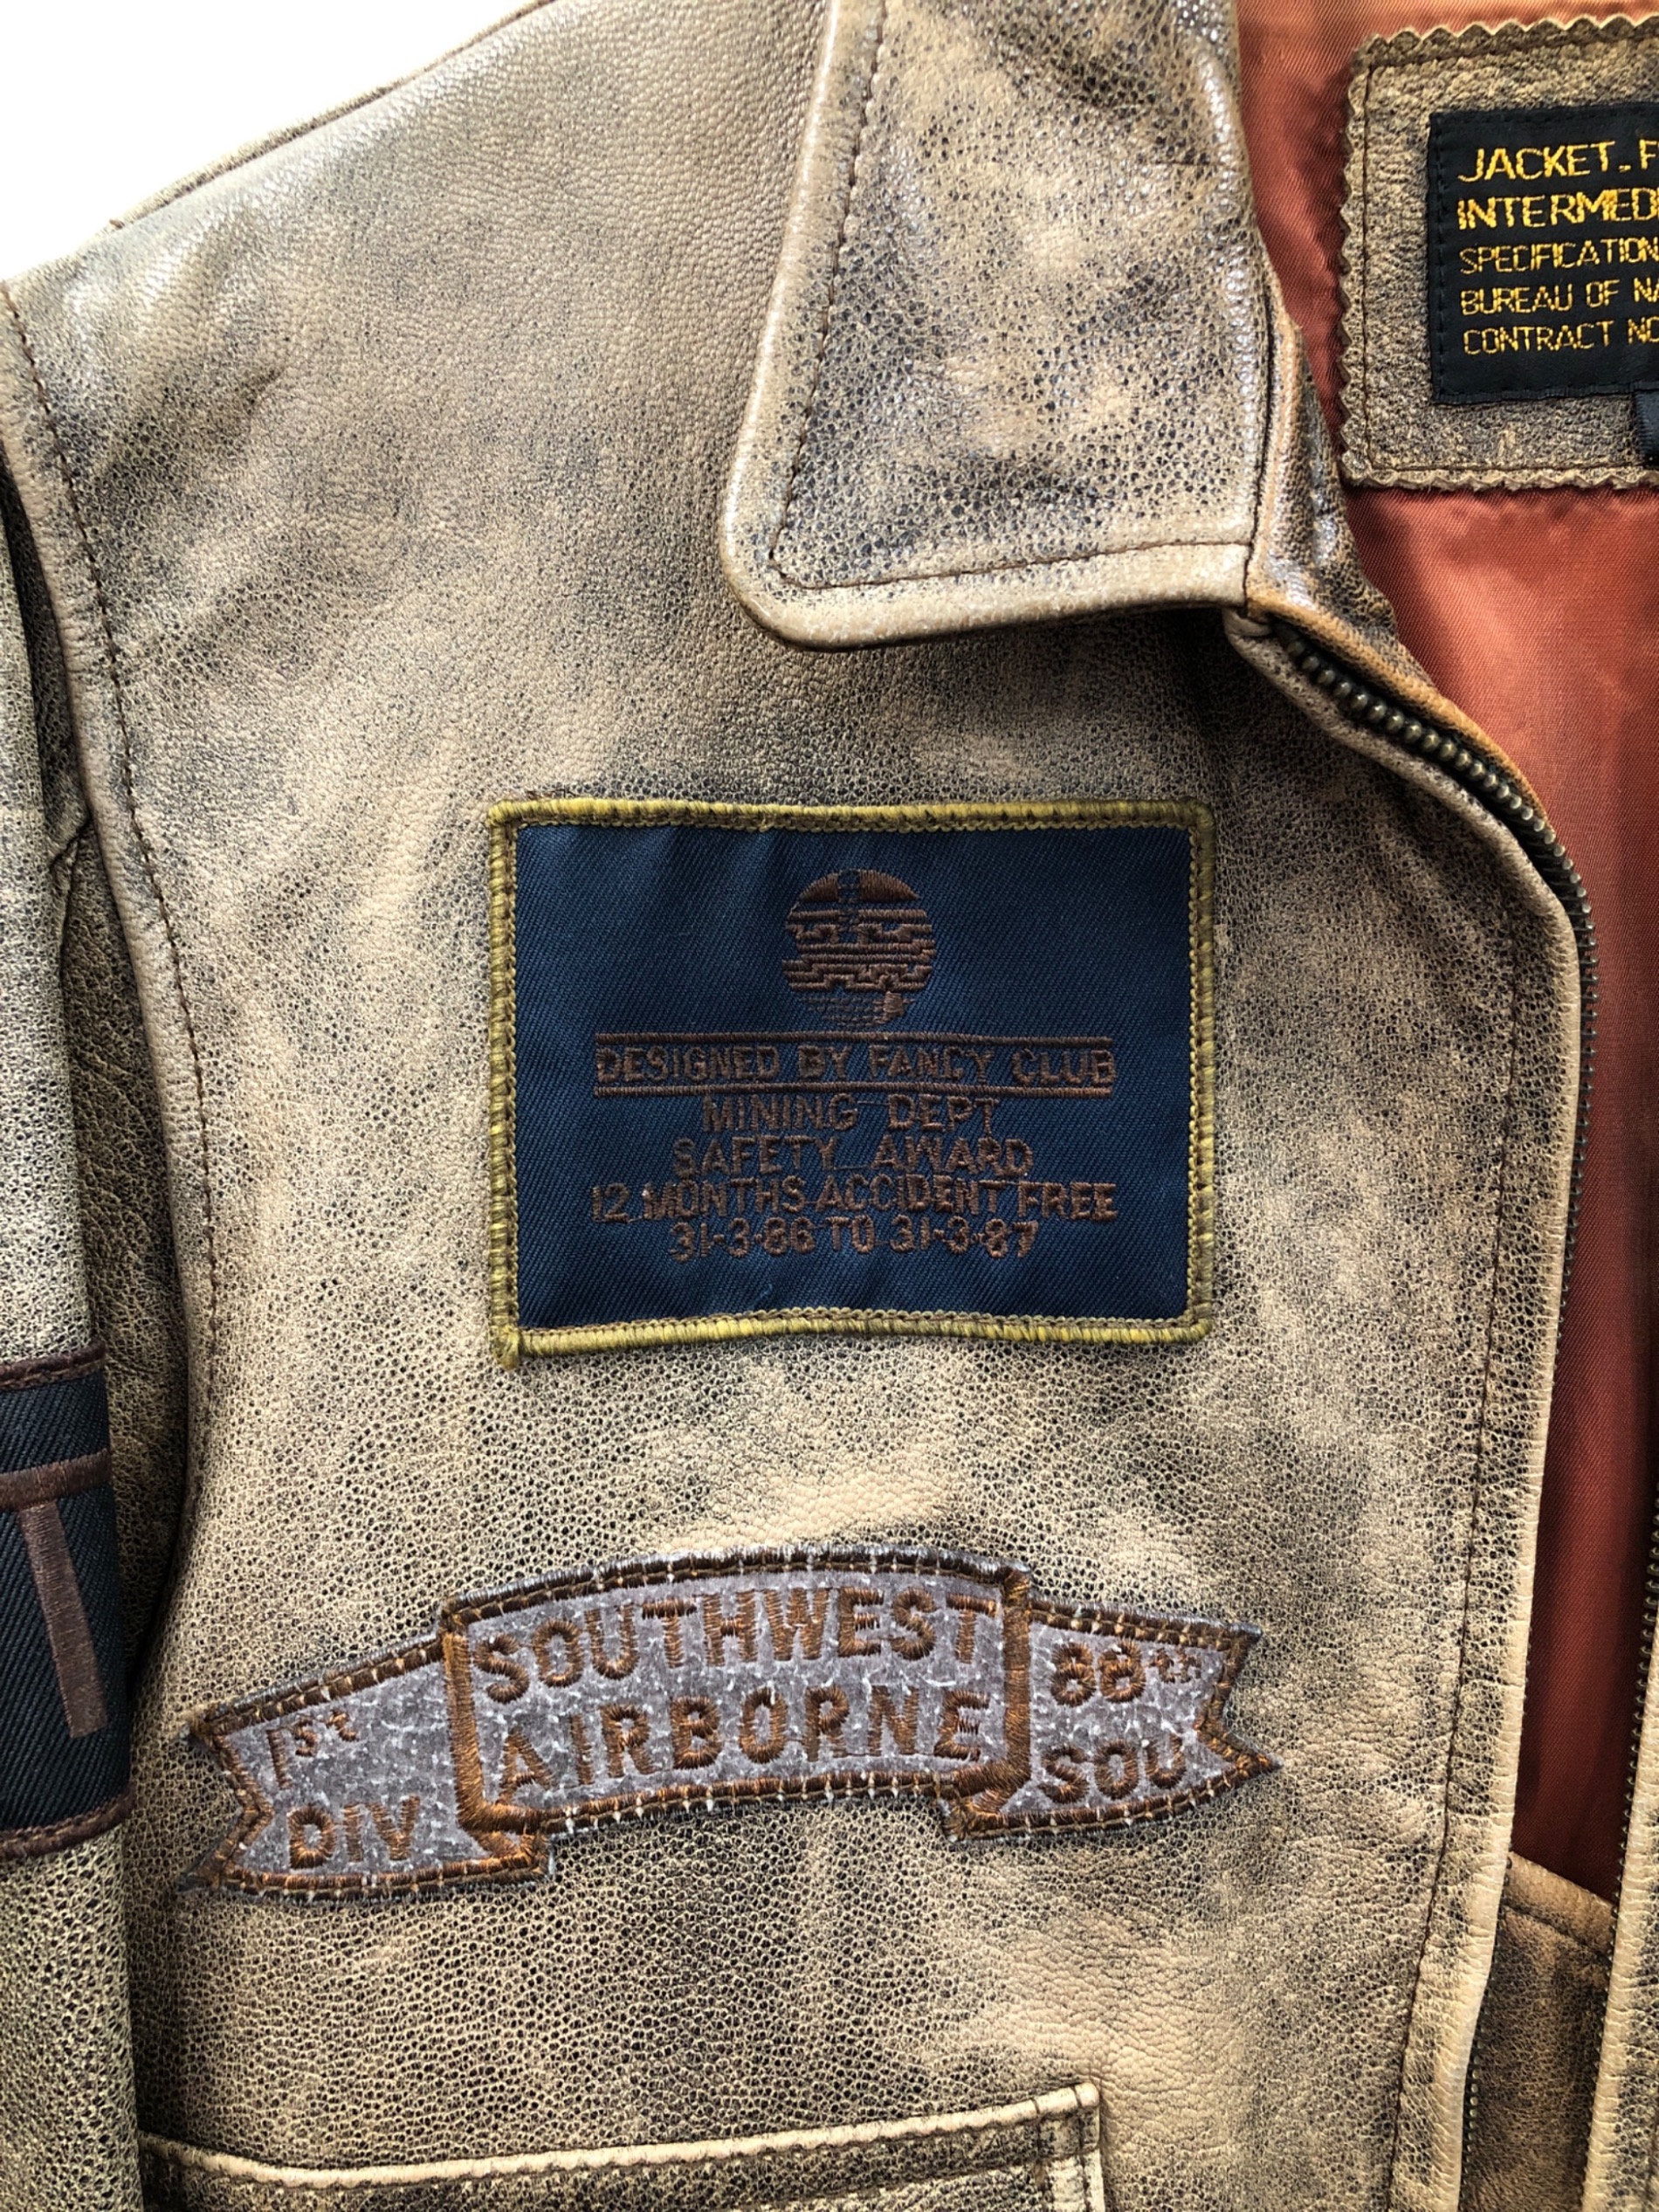 JACKET. F
INTERMED
SPECIFICATION
BUREAU OF NA
CONTRACT NO
DESIGNED BY FANCY CLUB
MINING DEPT
SAFETY AWARD
12 MONTHS ACCIDENT FREE
31-3-86 TO 31-3-87
1ST
DIV
SOUTHWEST
AIRBORNE
88TH
SOU